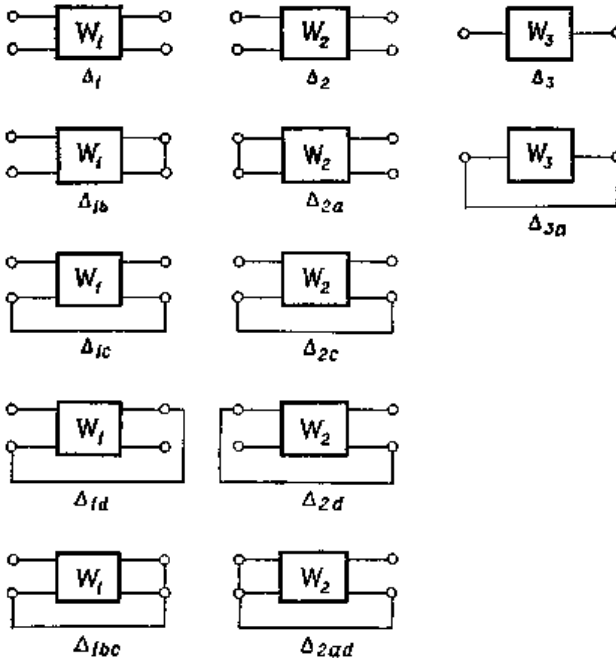 W₁ W₂ W₃
Δ₁ Δ₂ Δ₃
W₁ W₂ W₃
Δ₁b Δ₂a Δ₃a
W₁ W₂
Δ₁c Δ₂c
W₁ W₂
Δ₁d Δ₂d
W₁ W₂
Δ₁bc Δ₂ad